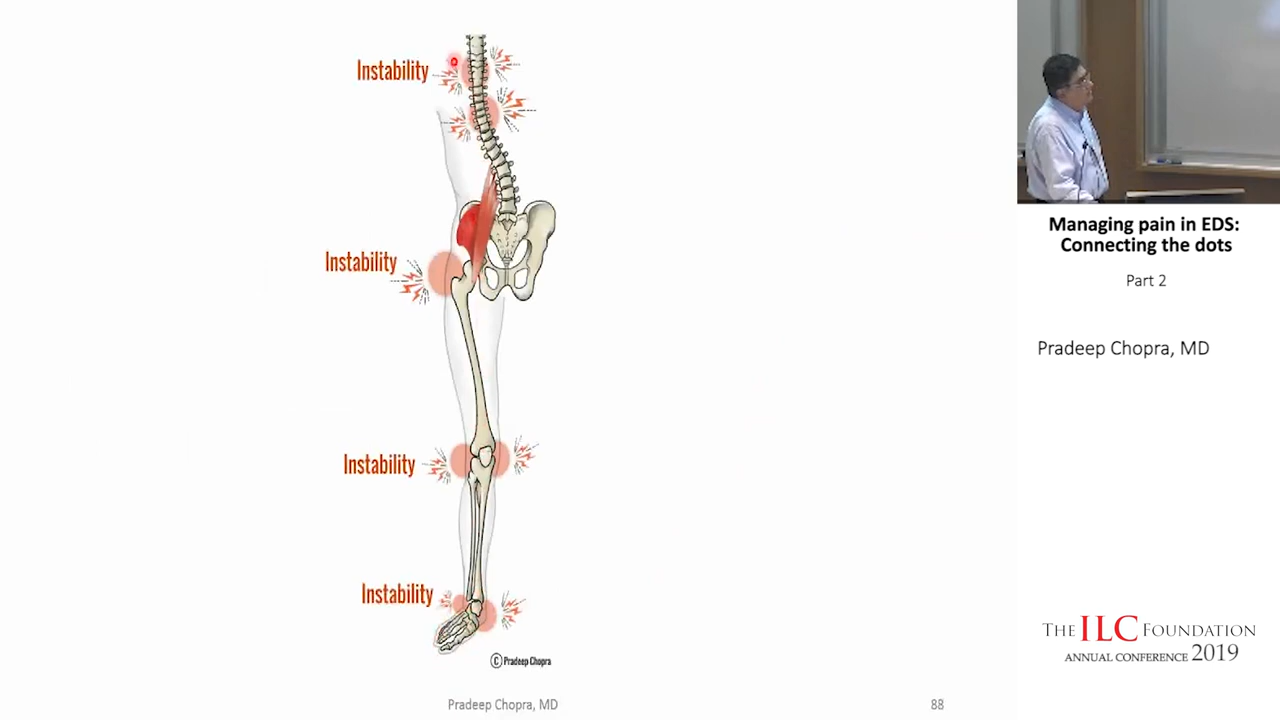 Instability
Instability
Instability
Instability
© Pradeep Chopra
Pradeep Chopra, MD
88
Managing pain in EDS:
Connecting the dots
Part 2
Pradeep Chopra, MD
THE ILC FOUNDATION
ANNUAL CONFERENCE 2019